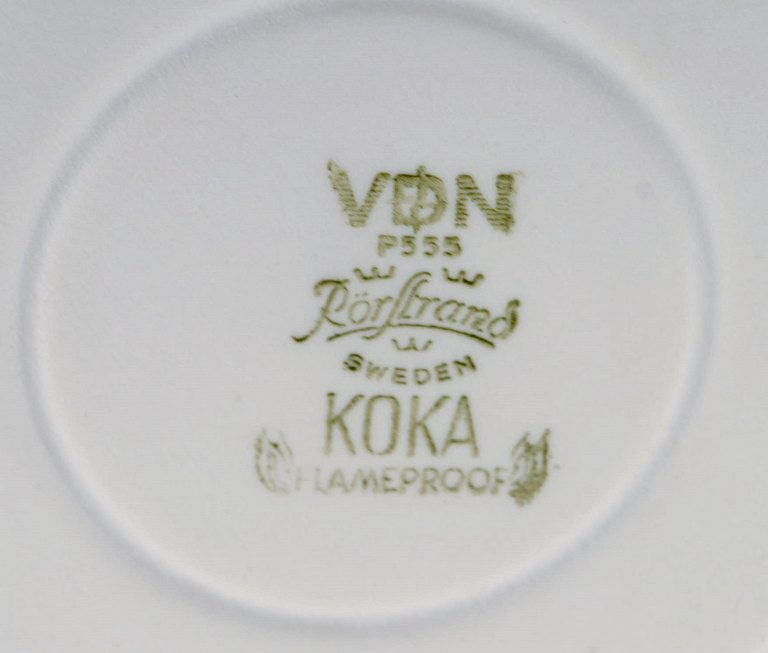 VDN
P555
Rörstrand
SWEDEN
KOKA
FLAMEPROOF